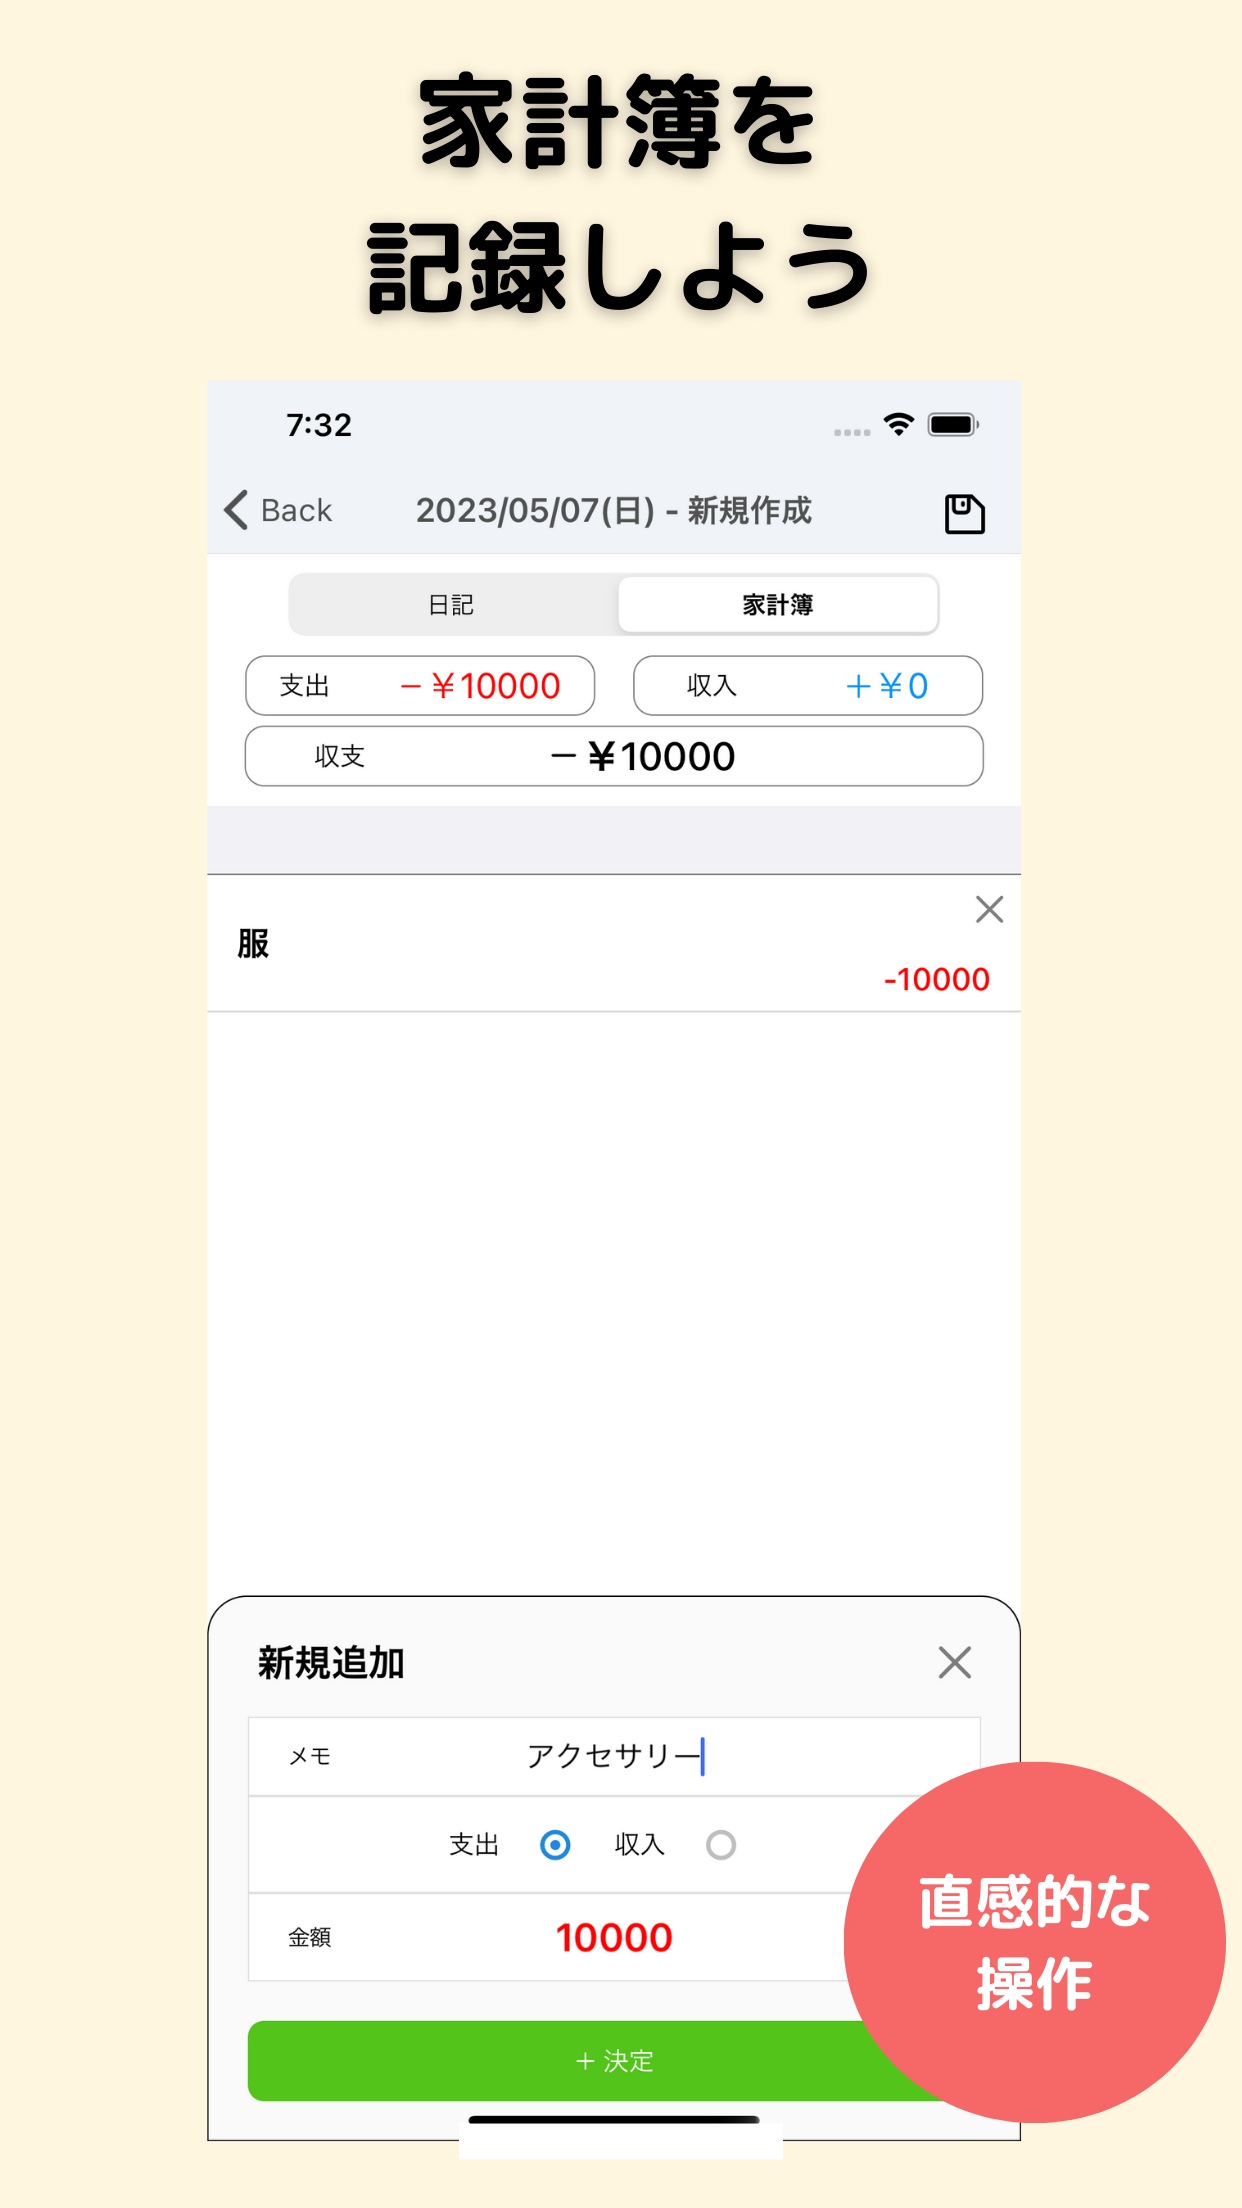 家計簿を
記録しよう
7:32
Back 2023/05/07(日) - 新規作成
日記 家計簿
支出 －￥10000 収入 ＋￥0
収支 －￥10000
服
-10000
新規追加
メモ アクセサリー
支出 収入
金額 10000
直感的な
操作
＋決定